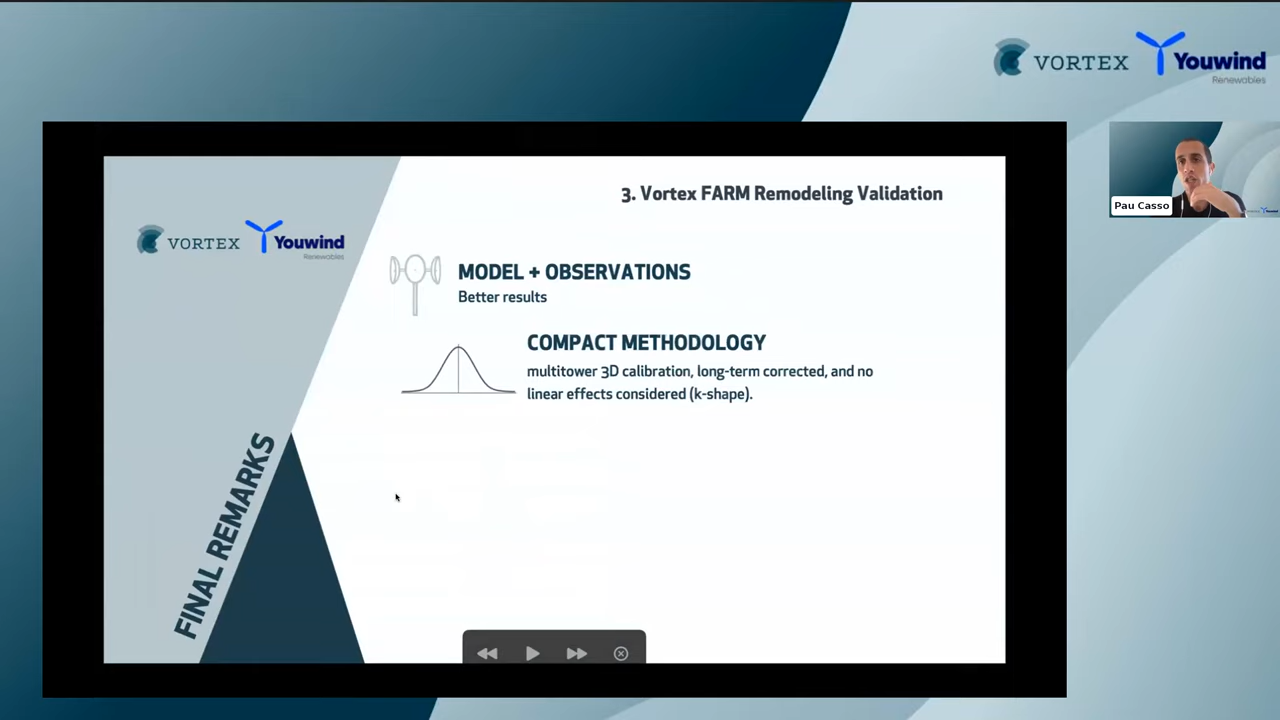 VORTEX
Youwind
Renewables
3. Vortex FARM Remodeling Validation
VORTEX
Youwind
Renewables
MODEL + OBSERVATIONS
Better results
COMPACT METHODOLOGY
multitower 3D calibration, long-term corrected, and no
linear effects considered (k-shape).
FINAL REMARKS
Pau Casso